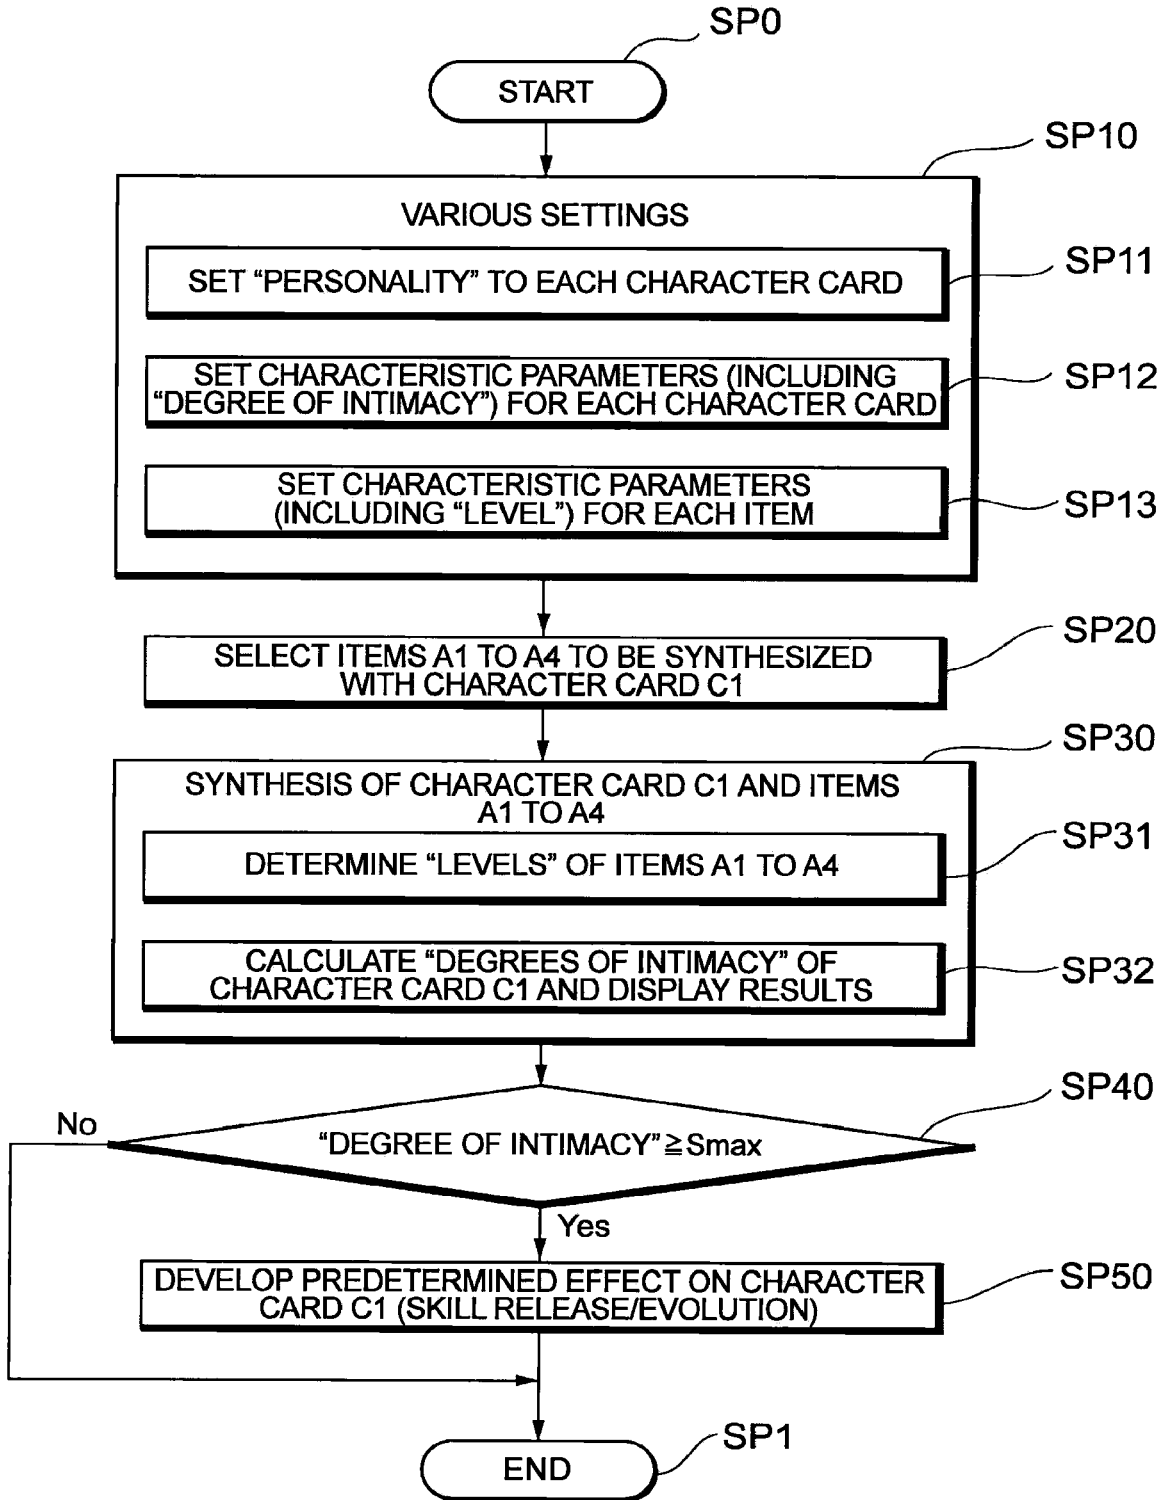 SP0
START
SP10
VARIOUS SETTINGS
SP11
SET “PERSONALITY” TO EACH CHARACTER CARD
SP12
SET CHARACTERISTIC PARAMETERS (INCLUDING
“DEGREE OF INTIMACY”) FOR EACH CHARACTER CARD
SP13
SET CHARACTERISTIC PARAMETERS
(INCLUDING “LEVEL”) FOR EACH ITEM
SP20
SELECT ITEMS A1 TO A4 TO BE SYNTHESIZED
WITH CHARACTER CARD C1
SP30
SYNTHESIS OF CHARACTER CARD C1 AND ITEMS
A1 TO A4
SP31
DETERMINE “LEVELS” OF ITEMS A1 TO A4
SP32
CALCULATE “DEGREES OF INTIMACY” OF
CHARACTER CARD C1 AND DISPLAY RESULTS
SP40
No
“DEGREE OF INTIMACY”≧Smax
Yes
SP50
DEVELOP PREDETERMINED EFFECT ON CHARACTER
CARD C1 (SKILL RELEASE/EVOLUTION)
SP1
END